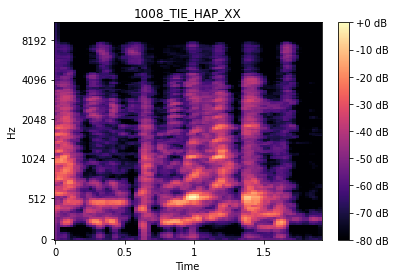 1008_TIE_HAP_XX
8192
4096
2048
1024
512
0
Hz
0
0.5
1
1.5
Time
+0 dB
-10 dB
-20 dB
-30 dB
-40 dB
-50 dB
-60 dB
-70 dB
-80 dB